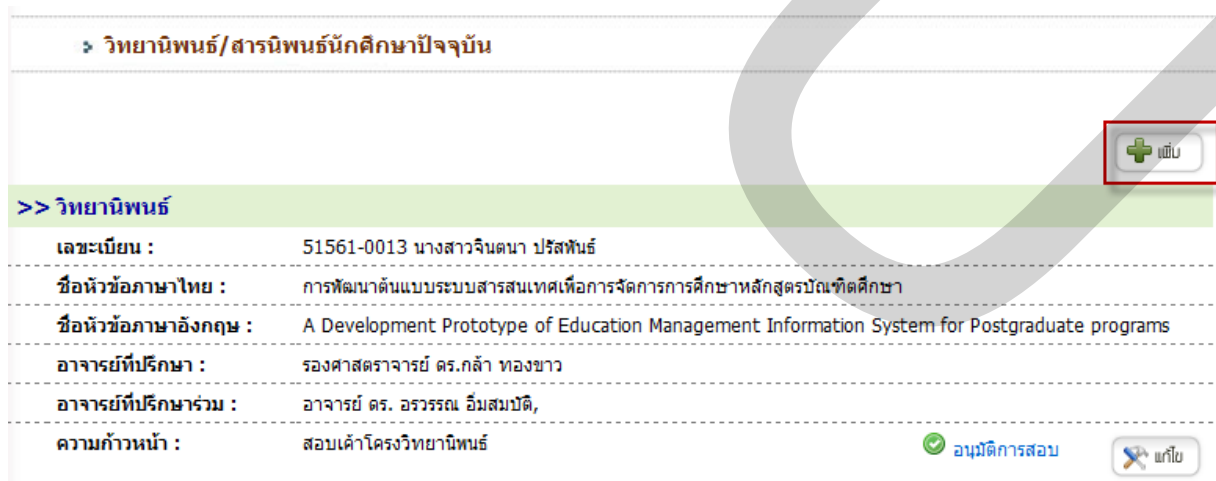 วิทยานิพนธ์/สารนิพนธ์นักศึกษาปัจจุบัน
เพิ่ม
>> วิทยานิพนธ์
เลขะเบียน : 51561-0013 นางสาวจินตนา ปรัสพันธ์
ชื่อหัวข้อภาษาไทย : การพัฒนาต้นแบบระบบสารสนเทศเพื่อการจัดการการศึกษาหลักสูตรบัณฑิตศึกษา
ชื่อหัวข้อภาษาอังกฤษ : A Development Prototype of Education Management Information System for Postgraduate programs
อาจารย์ที่ปรึกษา : รองศาสตราจารย์ ดร.กล้า ทองขาว
อาจารย์ที่ปรึกษาร่วม : อาจารย์ ดร. อรวรรณ อิ่มสมบัติ,
ความก้าวหน้า : สอบเค้าโครงวิทยานิพนธ์ อนุมัติการสอบ แก้ไข